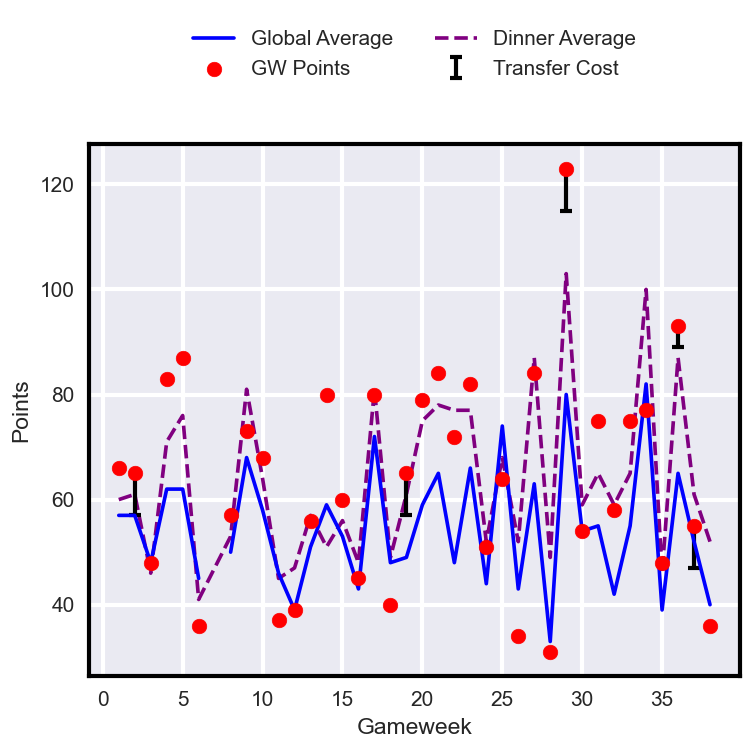 Global Average Dinner Average
GW Points Transfer Cost
120
100
80
60
40
Points
0 5 10 15 20 25 30 35
Gameweek